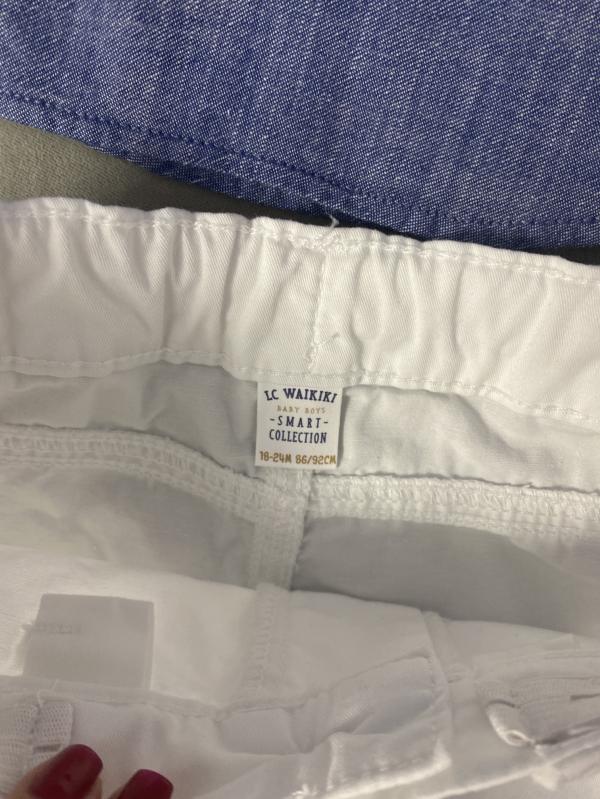 LC WAIKIKI
BABY BOYS
-SMART-
COLLECTION
18-24M 86/92CM